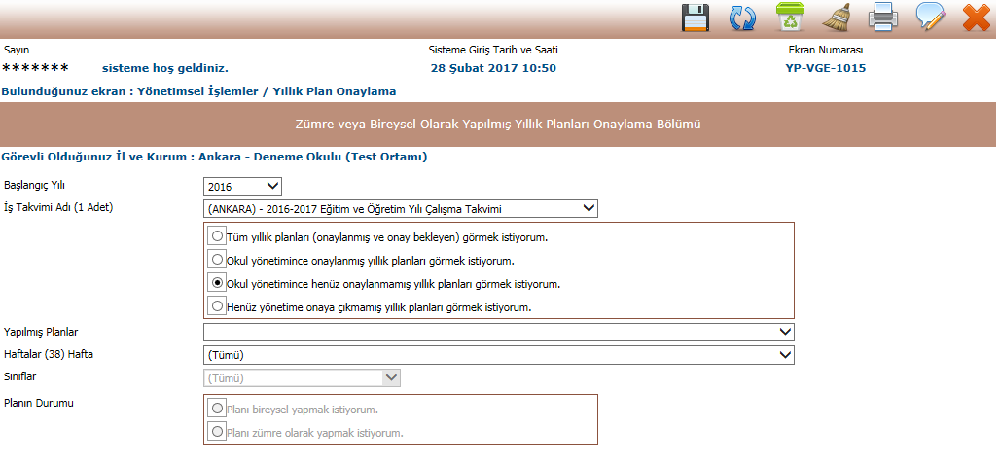 Sayın
Sisteme Giriş Tarih ve Saati
Ekran Numarası
******* sisteme hoş geldiniz.
28 Şubat 2017 10:50
YP-VGE-1015
Bulunduğunuz ekran : Yönetimsel İşlemler / Yıllık Plan Onaylama
Zümre veya Bireysel Olarak Yapılmış Yıllık Planları Onaylama Bölümü
Görevli Olduğunuz İl ve Kurum : Ankara - Deneme Okulu (Test Ortamı)
Başlangıç Yılı
2016
İş Takvimi Adı (1 Adet)
(ANKARA) - 2016-2017 Eğitim ve Öğretim Yılı Çalışma Takvimi
Tüm yıllık planları (onaylanmış ve onay bekleyen) görmek istiyorum.
Okul yönetimince onaylanmış yıllık planları görmek istiyorum.
Okul yönetimince henüz onaylanmamış yıllık planları görmek istiyorum.
Henüz yönetime onaya çıkmamış yıllık planları görmek istiyorum.
Yapılmış Planlar
Haftalar (38) Hafta
(Tümü)
Sınıflar
(Tümü)
Planın Durumu
Planı bireysel yapmak istiyorum.
Planı zümre olarak yapmak istiyorum.